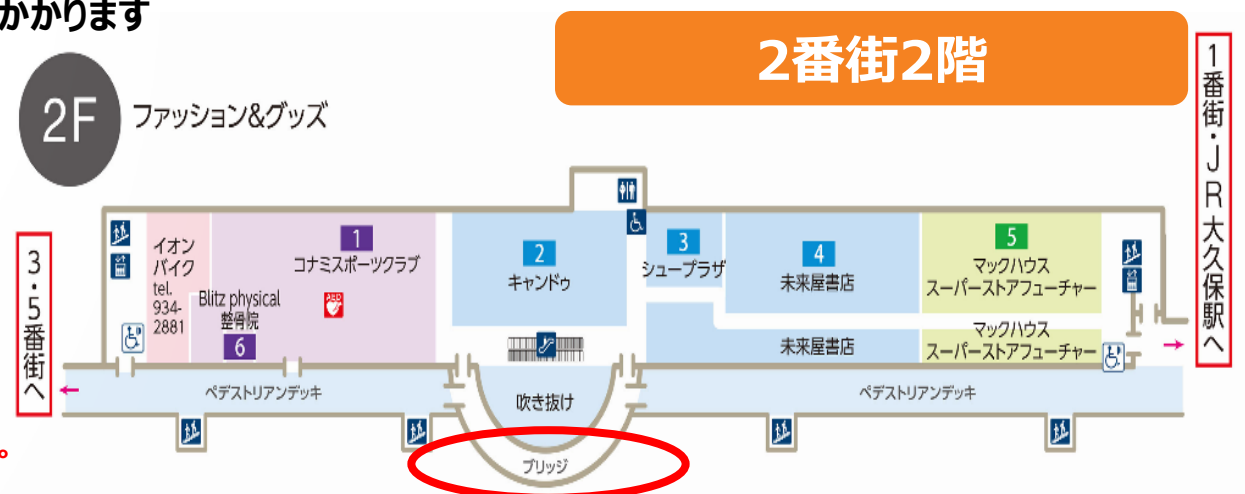 かかります
2番街2階
2F
ファッション&グッズ
1番街・JR大久保駅へ
3・5番街へ
イオン
バイク
tel.
934-
2881
1
コナミスポーツクラブ
AED
Blitz physical
整骨院
6
2
キャンドゥ
3
シュープラザ
4
未来屋書店
5
マックハウス
スーパーストアフューチャー
未来屋書店
マックハウス
スーパーストアフューチャー
ペデストリアンデッキ
吹き抜け
ペデストリアンデッキ
ブリッジ
。